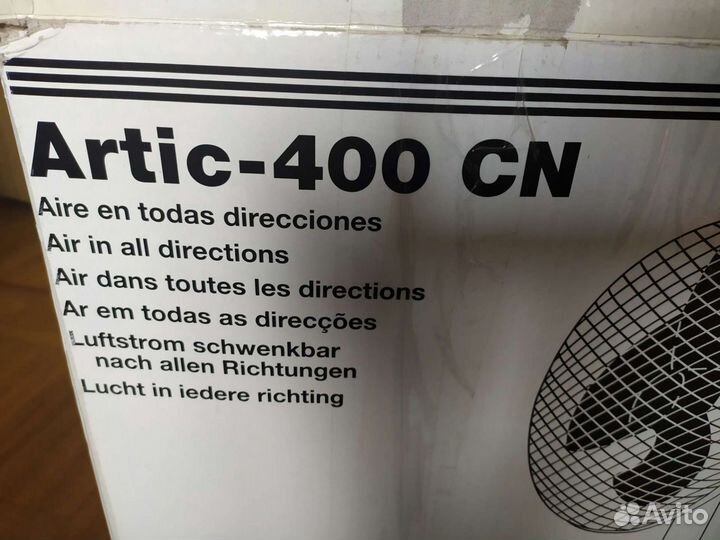 Artic-400 CN
Aire en todas direcciones
Air in all directions
Air dans toutes les directions
Ar em todas as direcções
Luftstrom schwenkbar
nach allen Richtungen
Lucht in iedere richting
Avito